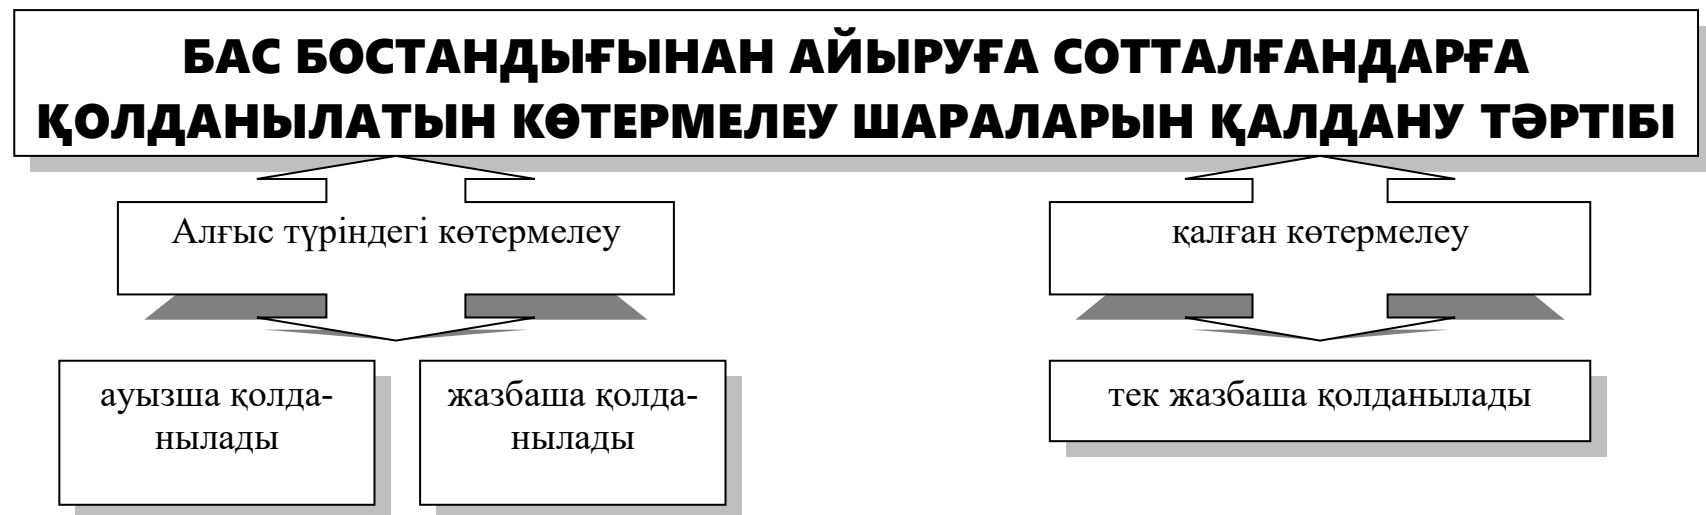 БАС БОСТАНДЫҒЫНАН АЙЫРУҒА СОТТАЛҒАНДАРҒА
ҚОЛДАНЫЛАТЫН КӨТЕРМЕЛЕУ ШАРАЛАРЫН ҚАЛДАНУ ТӘРТІБІ
Алғыс түріндегі көтермелеу
қалған көтермелеу
ауызша қолда-
нылады
жазбаша қолда-
нылады
тек жазбаша қолданылады